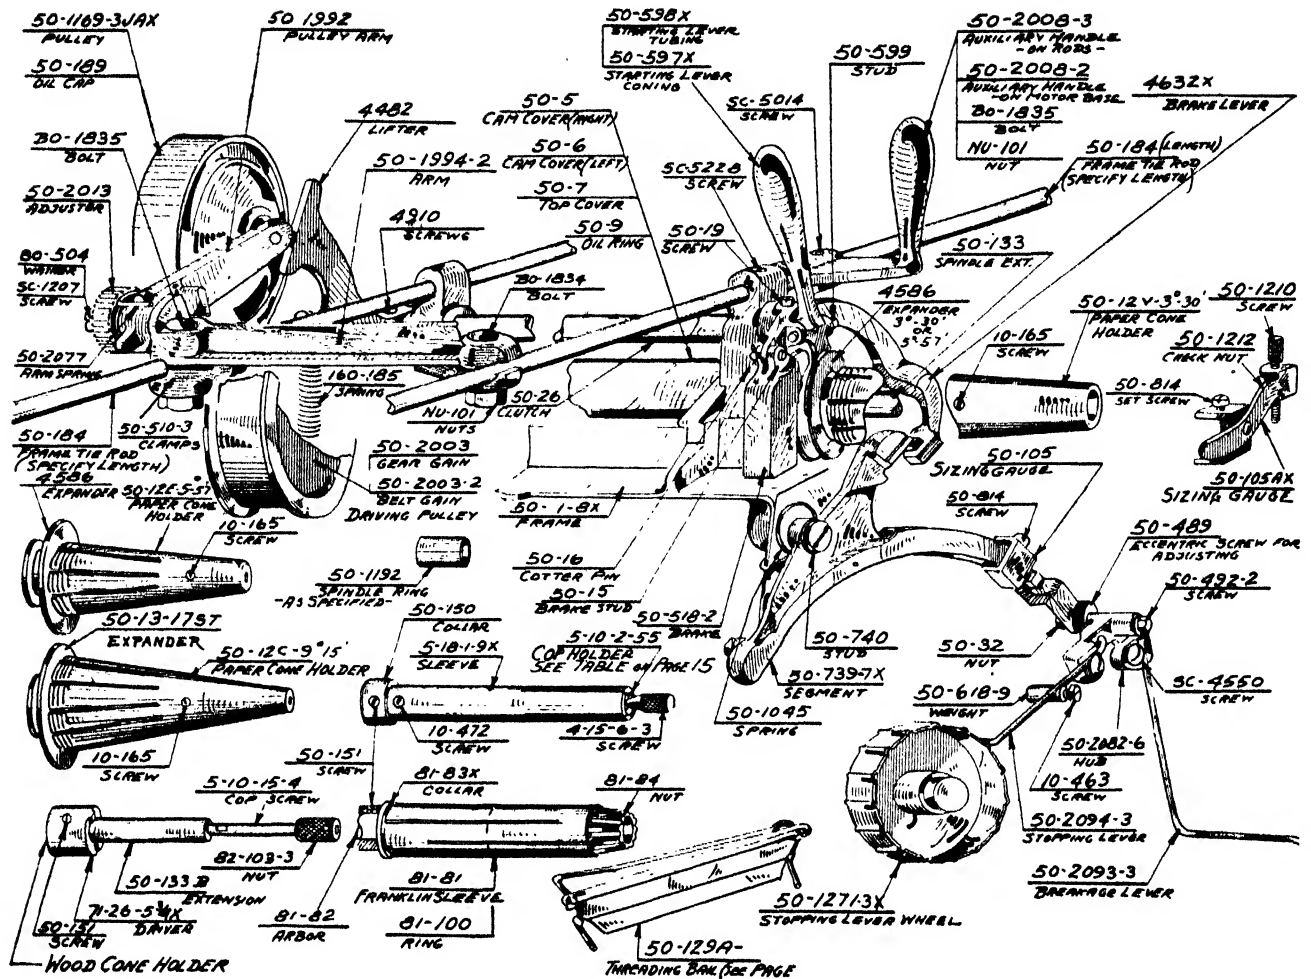 50-1169-3JAX
PULLEY
50-189
OIL CAP
BO-1835
BOLT
50-2013
ADJUSTER
80-504
WASHER
SC-1207
SCREW
50-2077
ARM SPRING
50-184
FRAME TIE ROD
(SPECIFY LENGTH)
50 1992
PULLEY ARM
4482
LIFTER
50-1994-2
ARM
4910
SCREWS
BO-1834
BOLT
160-185
SPRING
NU-101
NUTS
50-26
CLUTCH
50-510-3
CLAMPS
50-2003
GEAR GAIN
50-2003-2
BELT GAIN
DRIVING PULLEY
50-598X
STARTING LEVER
TUBING
50-597X
STARTING LEVER
CONING
50-5
CAM COVER (RIGHT)
50-6
CAM COVER (LEFT)
50-7
TOP COVER
50-9
OIL RING
SC-5014
SCREW
SC-5228
SCREW
50-19
SCREW
50-599
STUD
50-2008-3
AUXILIARY HANDLE
-ON RODS-
50-2008-2
AUXILIARY HANDLE
-ON MOTOR BASE
BO-1835
BOLT
NU-101
NUT
4632X
BRAKE LEVER
50-184 (LENGTH)
FRAME TIE ROD
(SPECIFY LENGTH)
50-133
SPINDLE EXT.
4586
EXPANDER
3°-30'
OR
5°57'
10-165
SCREW
50-12V-3°30'
PAPER CONE
HOLDER
50-1210
SCREW
50-1212
CHECK NUT
50-814
SET SCREW
50-105AX
SIZING GAUGE
50-105
SIZING GAUGE
50-814
SCREW
50-489
ECCENTRIC SCREW FOR
ADJUSTING
50-492-2
SCREW
4586
EXPANDER
50-12E-5-57°
PAPER CONE
HOLDER
10-165
SCREW
50-1192
SPINDLE RING
-AS SPECIFIED-
50-1-8X
FRAME
50-16
COTTER PIN
50-15
BRAKE STUD
50-518-2
BRAKE
50-740
STUD
50-739-7X
SEGMENT
50-1045
SPRING
50-32
NUT
50-618-9
WEIGHT
SC-4550
SCREW
50-2082-6
HUB
10-463
SCREW
50-2094-3
STOPPING LEVER
50-2093-3
BREAKAGE LEVER
50-1271-3X
STOPPING LEVER WHEEL
50-13-17ST
EXPANDER
50-12C-9°15'
PAPER CONE HOLDER
10-165
SCREW
50-150
COLLAR
5-18-1-9X
SLEEVE
5-10-2-55
COP HOLDER
SEE TABLE ON PAGE 15
10-472
SCREW
4-15-6-3
SCREW
50-151
SCREW
5-10-15-4
COP SCREW
82-103-3
NUT
50-133B
EXTENSION
DRIVER
50-151
SCREW
WOOD CONE HOLDER
81-83X
COLLAR
81-84
NUT
81-82
ARBOR
81-81
FRANKLIN SLEEVE
81-100
RING
50-129A-
THREADING BAIL (SEE PAGE